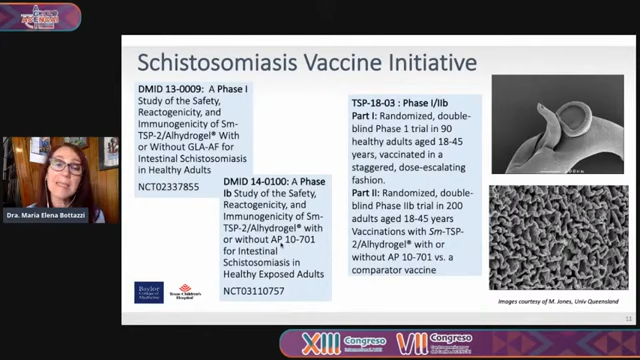 Schistosomiasis Vaccine Initiative
DMID 13-0009: A Phase I
Study of the Safety,
Reactogenicity, and
Immunogenicity of Sm-
TSP-2/Alhydrogel® With
or Without GLA-AF for
Intestinal Schistosomiasis
in Healthy Adults
NCT02337855
DMID 14-0100: A Phase
Ib Study of the Safety,
Reactogenicity, and
Immunogenicity of Sm-
TSP-2/Alhydrogel® with
or without AP 10-701
for Intestinal
Schistosomiasis in
Healthy Exposed Adults
NCT03110757
TSP-18-03 : Phase I/IIb
Part I: Randomized, double-
blind Phase 1 trial in 90
healthy adults aged 18-45
years, vaccinated in a
staggered, dose-escalating
fashion.
Part II: Randomized, double-
blind Phase IIb trial in 200
adults aged 18-45 years
Vaccinations with Sm-TSP-
2/Alhydrogel® with or
without AP 10-701 vs. a
comparator vaccine
Images courtesy of M. Jones, Univ Queensland
11
Dra. Maria Elena Bottazzi
Baylor
College of
Medicine
Texas Children's
Hospital
XIII Congreso
VII Congreso